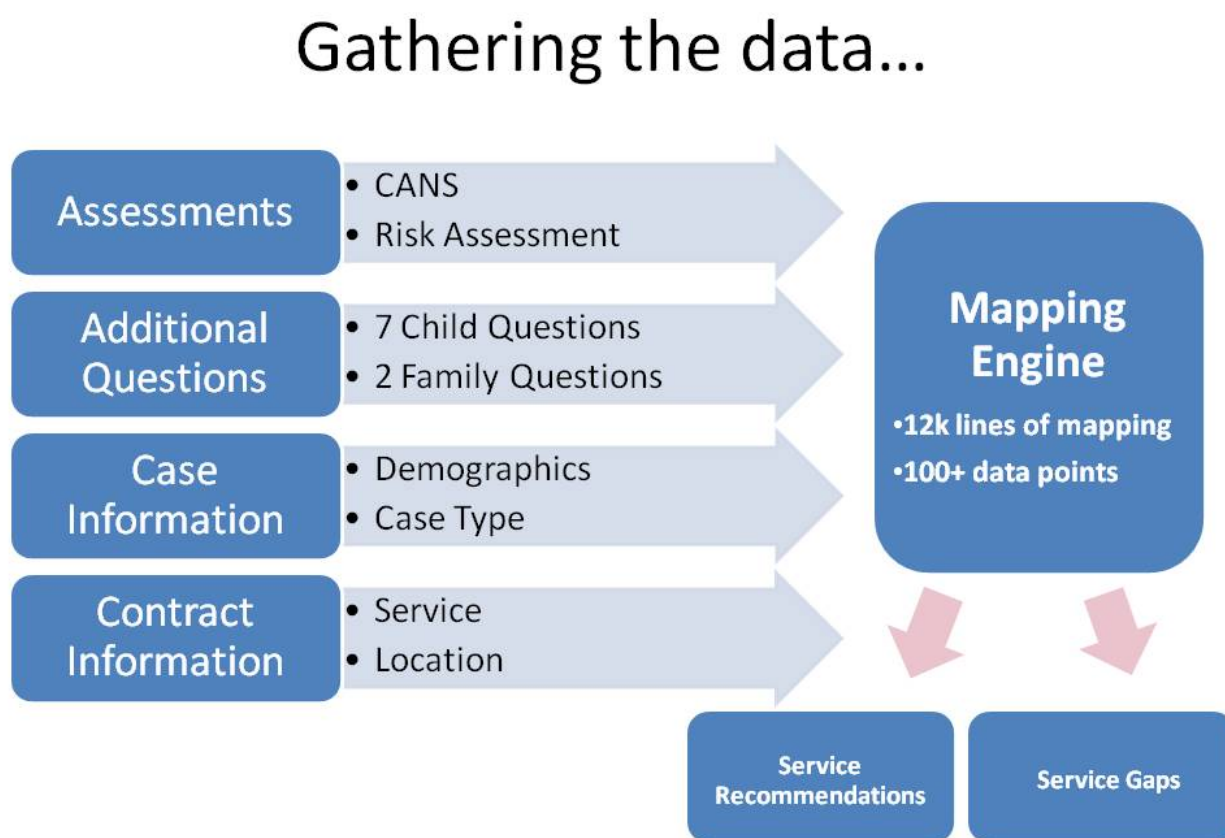 Gathering the data...
Assessments
• CANS
• Risk Assessment
Additional
Questions
• 7 Child Questions
• 2 Family Questions
Case
Information
• Demographics
• Case Type
Contract
Information
• Service
• Location
Mapping
Engine
•12k lines of mapping
•100+ data points
Service
Recommendations
Service Gaps